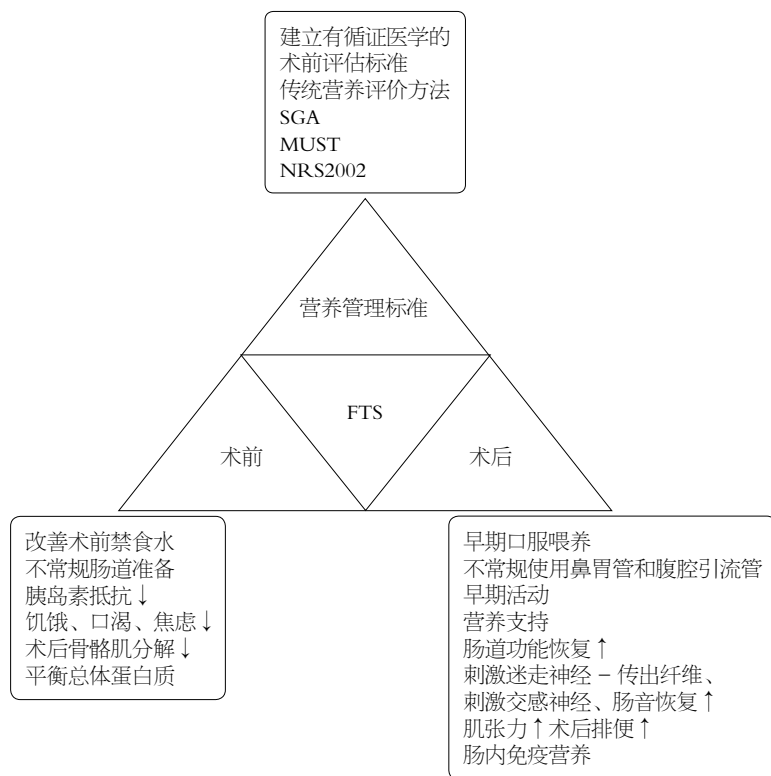 建立有循证医学的
术前评估标准
传统营养评价方法
SGA
MUST
NRS2002
营养管理标准
FTS
术前
术后
改善术前禁食水
不常规肠道准备
胰岛素抵抗↓
饥饿、口渴、焦虑↓
术后骨骼肌分解↓
平衡总体蛋白质
早期口服喂养
不常规使用鼻胃管和腹腔引流管
早期活动
营养支持
肠道功能恢复↑
刺激迷走神经－传出纤维、
刺激交感神经、肠音恢复↑
肌张力↑术后排便↑
肠内免疫营养